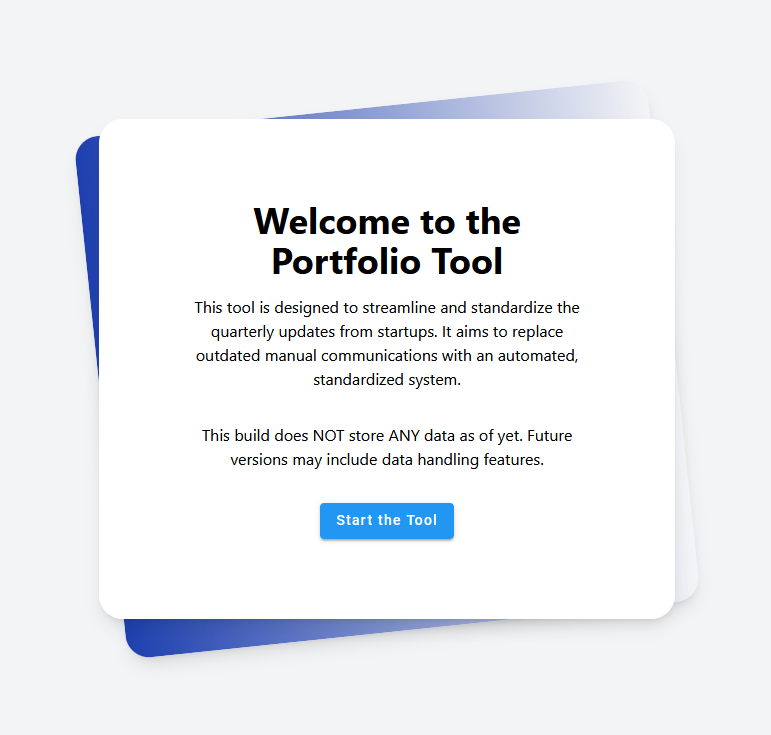 Welcome to the
Portfolio Tool
This tool is designed to streamline and standardize the
quarterly updates from startups. It aims to replace
outdated manual communications with an automated,
standardized system.
This build does NOT store ANY data as of yet. Future
versions may include data handling features.
Start the Tool